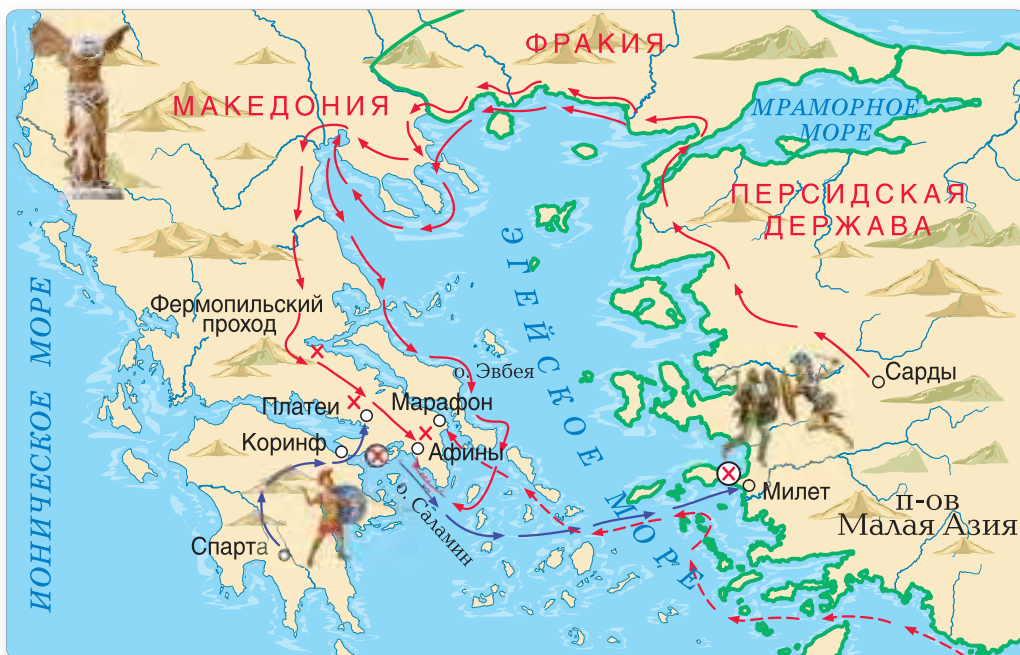 ФРАКИЯ
МАКЕДОНИЯ
МРАМОРНОЕ
МОРЕ
ПЕРСИДСКАЯ
ДЕРЖАВА
ЭГЕЙСКОЕ
МОРЕ
ИОНИЧЕСКОЕ МОРЕ
Фермопильский
проход
о. Эвбея
Сарды
Платеи
Марафон
Коринф
Афины
о. Саламин
Милет
п-ов
Малая Азия
Спарта